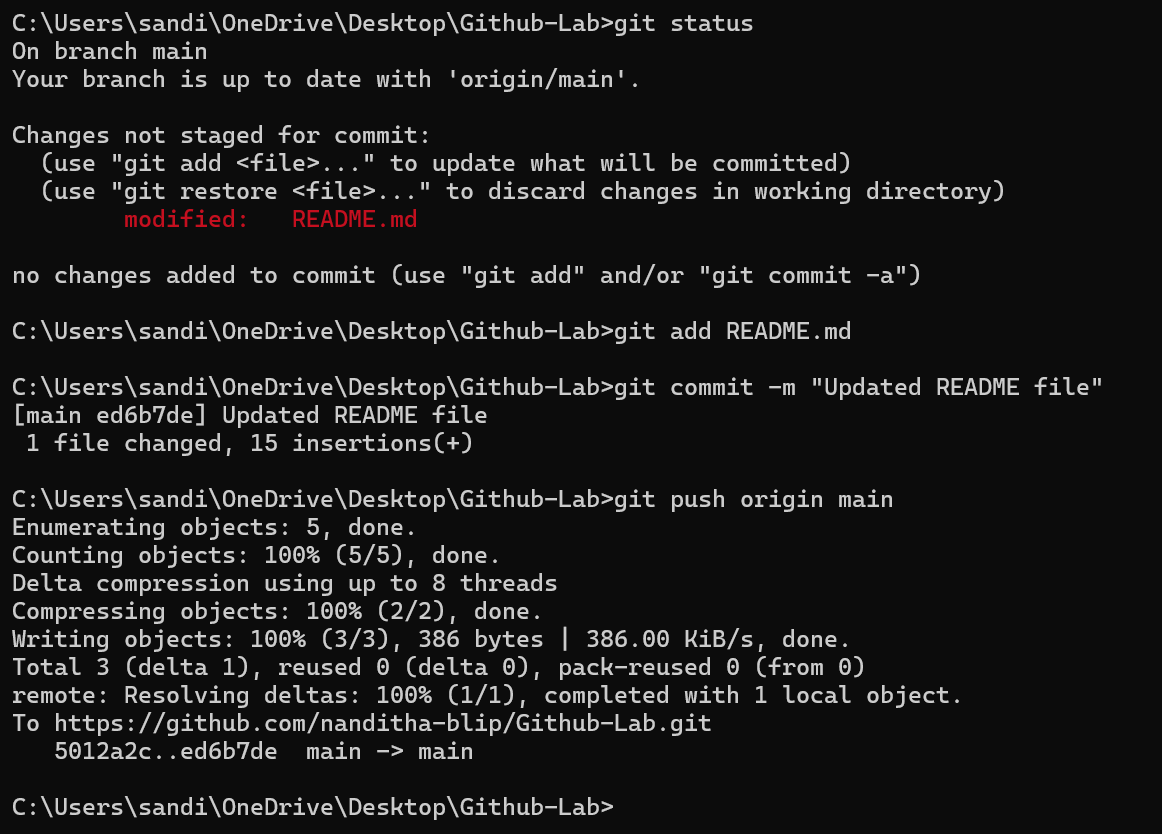 C:\Users\sandi\OneDrive\Desktop\Github-Lab>git status
On branch main
Your branch is up to date with 'origin/main'.
Changes not staged for commit:
  (use "git add <file>..." to update what will be committed)
  (use "git restore <file>..." to discard changes in working directory)
        modified:   README.md
no changes added to commit (use "git add" and/or "git commit -a")
C:\Users\sandi\OneDrive\Desktop\Github-Lab>git add README.md
C:\Users\sandi\OneDrive\Desktop\Github-Lab>git commit -m "Updated README file"
[main ed6b7de] Updated README file
 1 file changed, 15 insertions(+)
C:\Users\sandi\OneDrive\Desktop\Github-Lab>git push origin main
Enumerating objects: 5, done.
Counting objects: 100% (5/5), done.
Delta compression using up to 8 threads
Compressing objects: 100% (2/2), done.
Writing objects: 100% (3/3), 386 bytes | 386.00 KiB/s, done.
Total 3 (delta 1), reused 0 (delta 0), pack-reused 0 (from 0)
remote: Resolving deltas: 100% (1/1), completed with 1 local object.
To https://github.com/nanditha-blip/Github-Lab.git
   5012a2c..ed6b7de  main -> main
C:\Users\sandi\OneDrive\Desktop\Github-Lab>